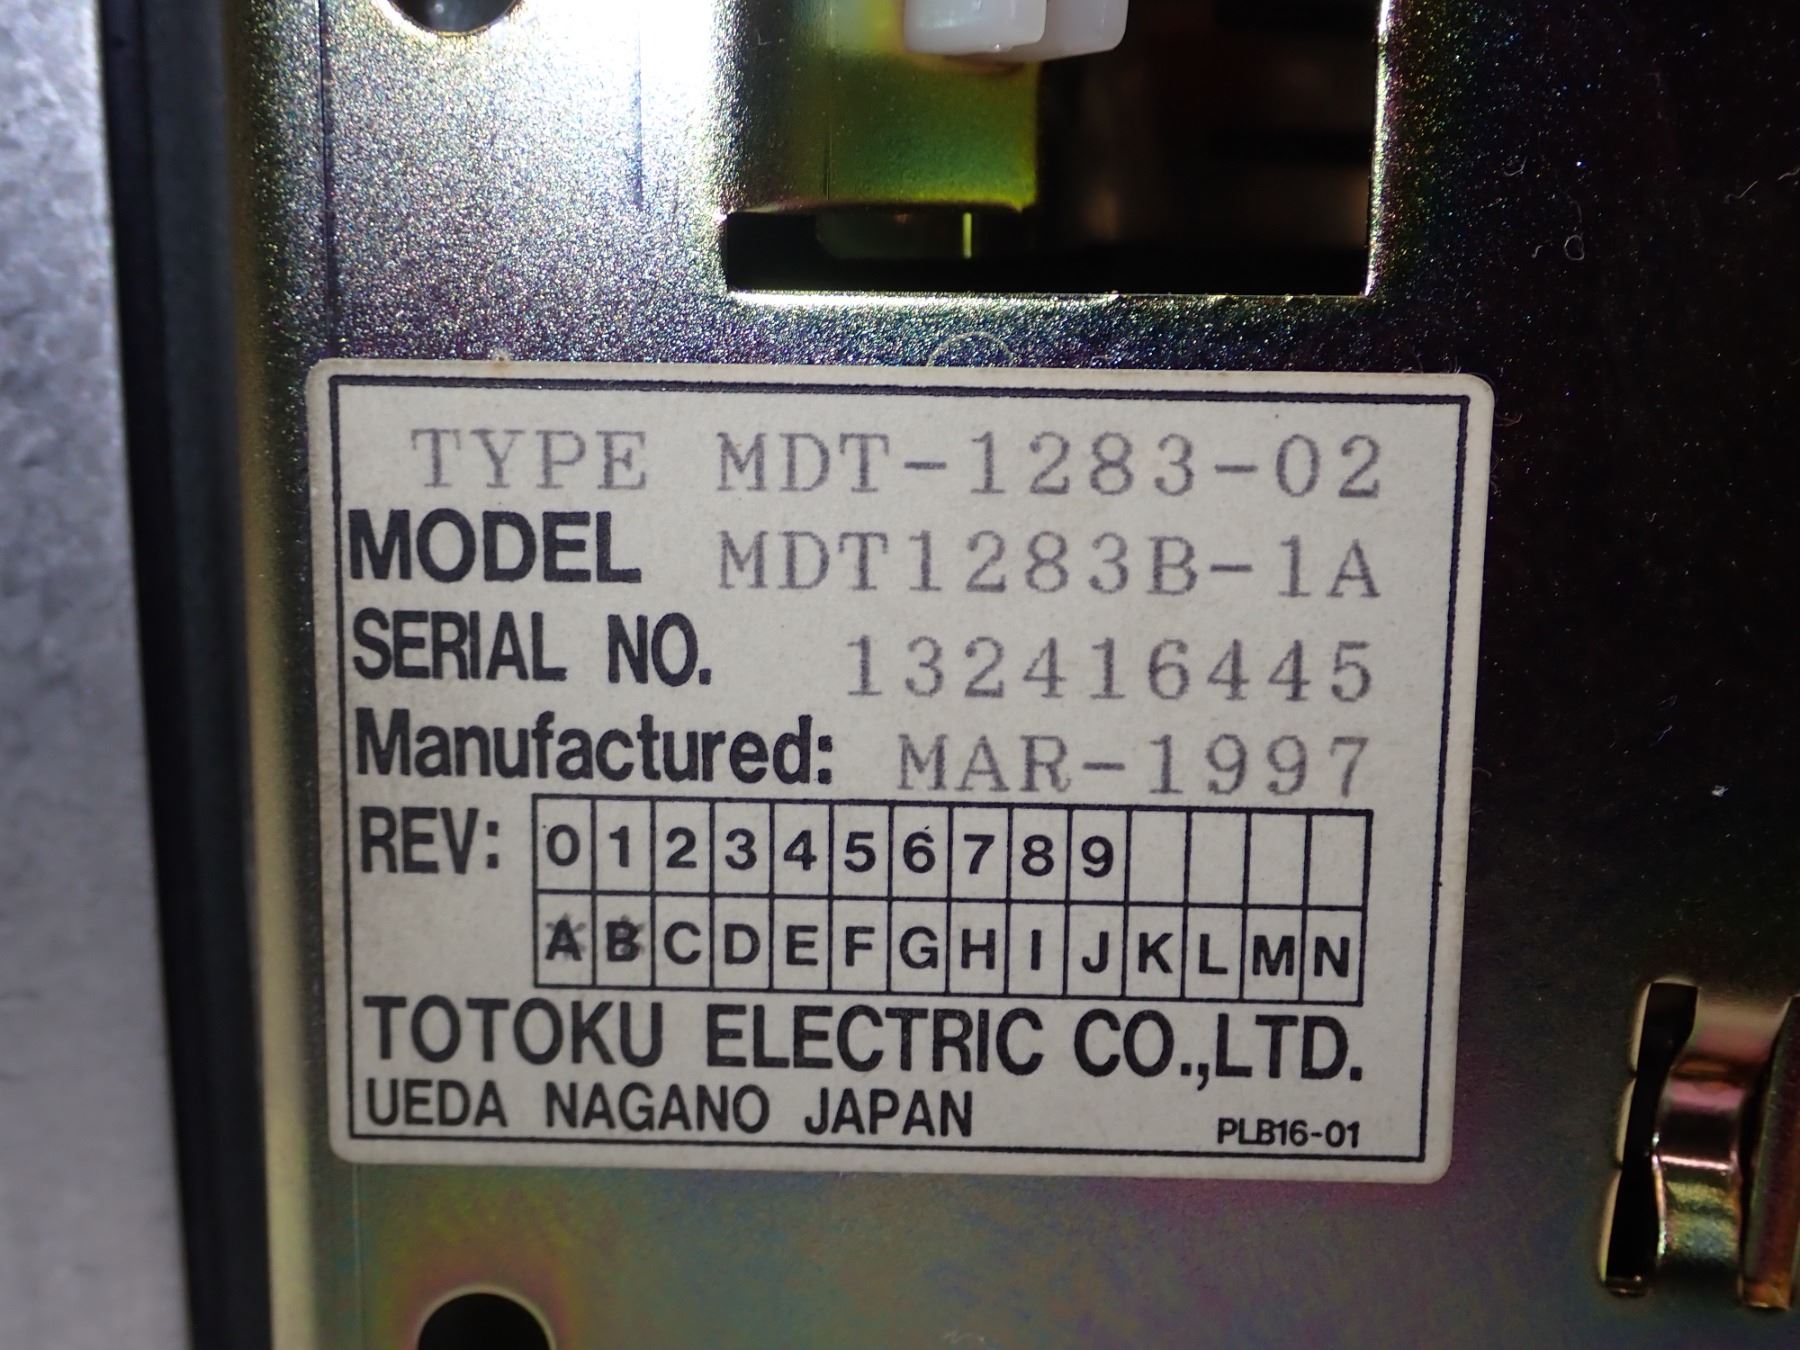 TYPE MDT-1283-02
MODEL MDT1283B-1A
SERIAL NO. 132416445
Manufactured: MAR-1997
REV: 0 1 2 3 4 5 6 7 8 9
A B C D E F G H I J K L M N
TOTOKU ELECTRIC CO.,LTD.
UEDA NAGANO JAPAN PLB16-01